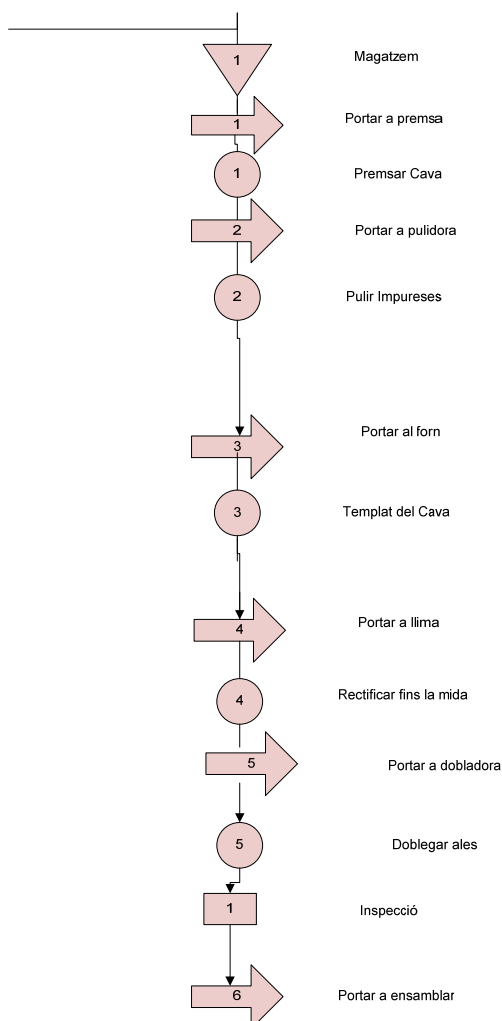 1 Magatzem
1 Portar a premsa
1 Premsar Cava
2 Portar a pulidora
2 Pulir Impureses
3 Portar al forn
3 Templat del Cava
4 Portar a llima
4 Rectificar fins la mida
5 Portar a dobladora
5 Doblegar ales
1 Inspecció
6 Portar a ensamblar